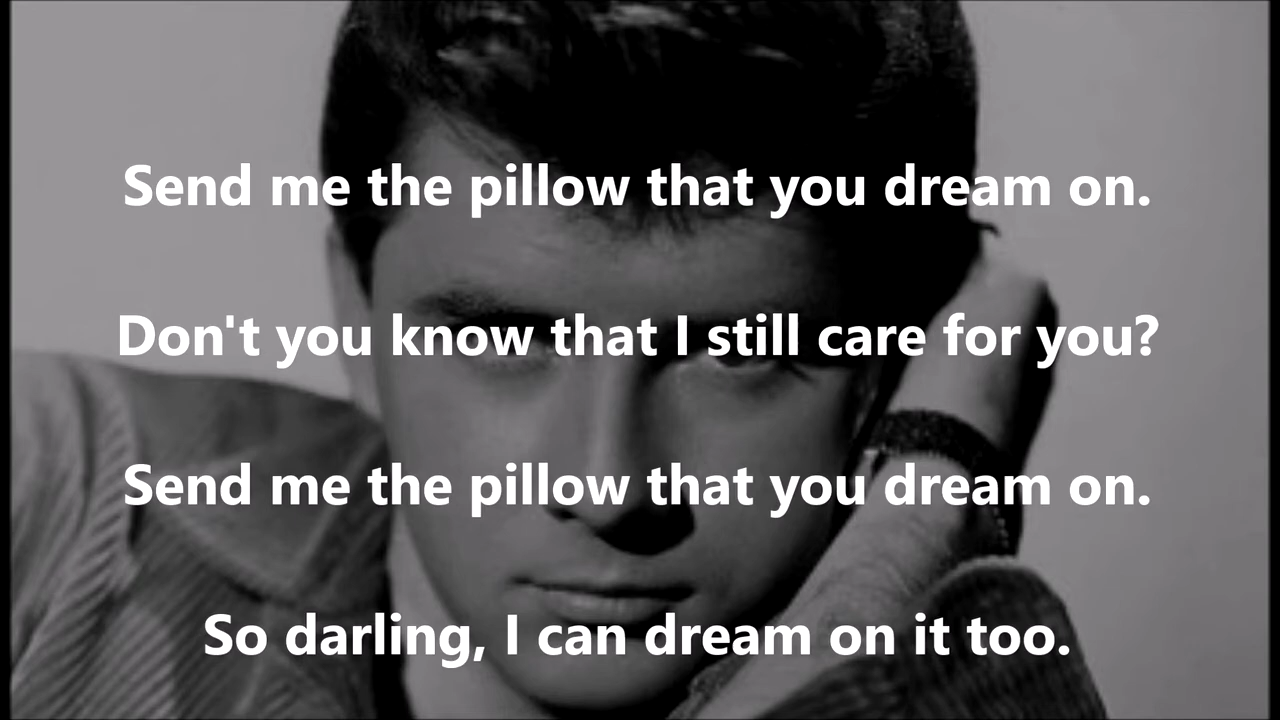 Send me the pillow that you dream on.
Don't you know that I still care for you?
Send me the pillow that you dream on.
So darling, I can dream on it too.